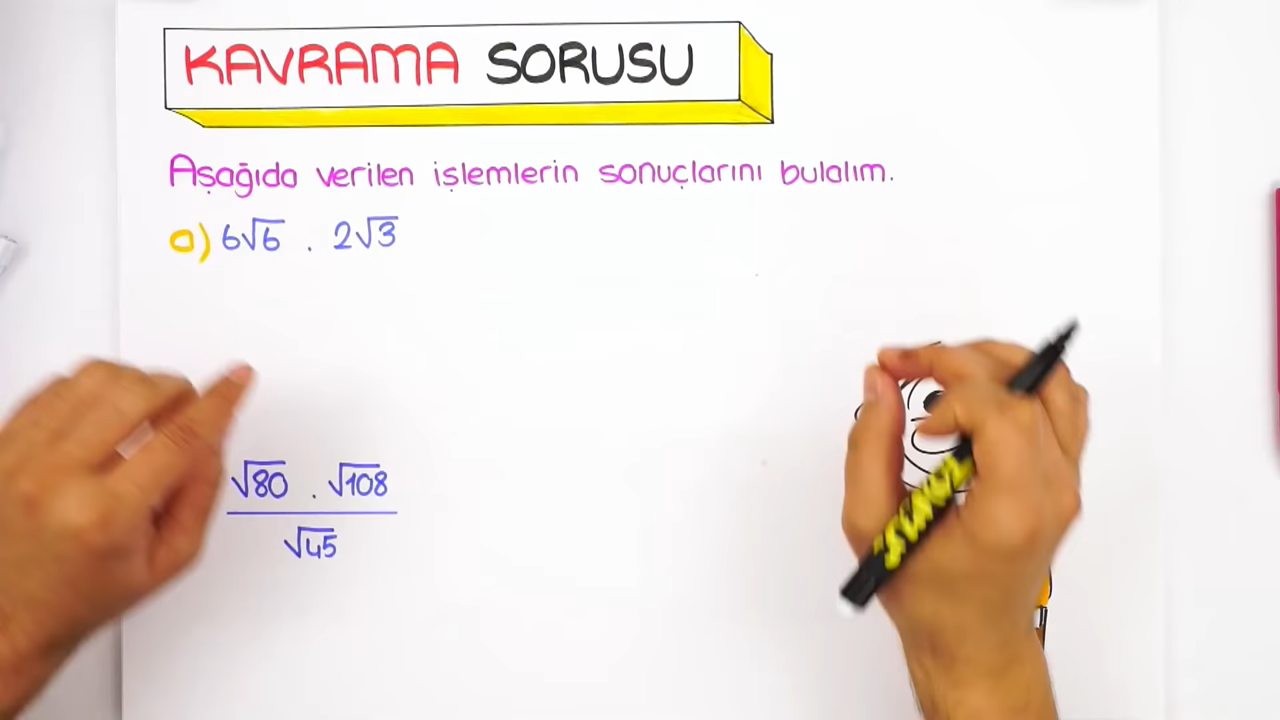 KAVRAMA SORUSU
Aşağıda verilen işlemlerin sonuçlarını bulalım.
a) 6√6 . 2√3
√80 . √108
√45